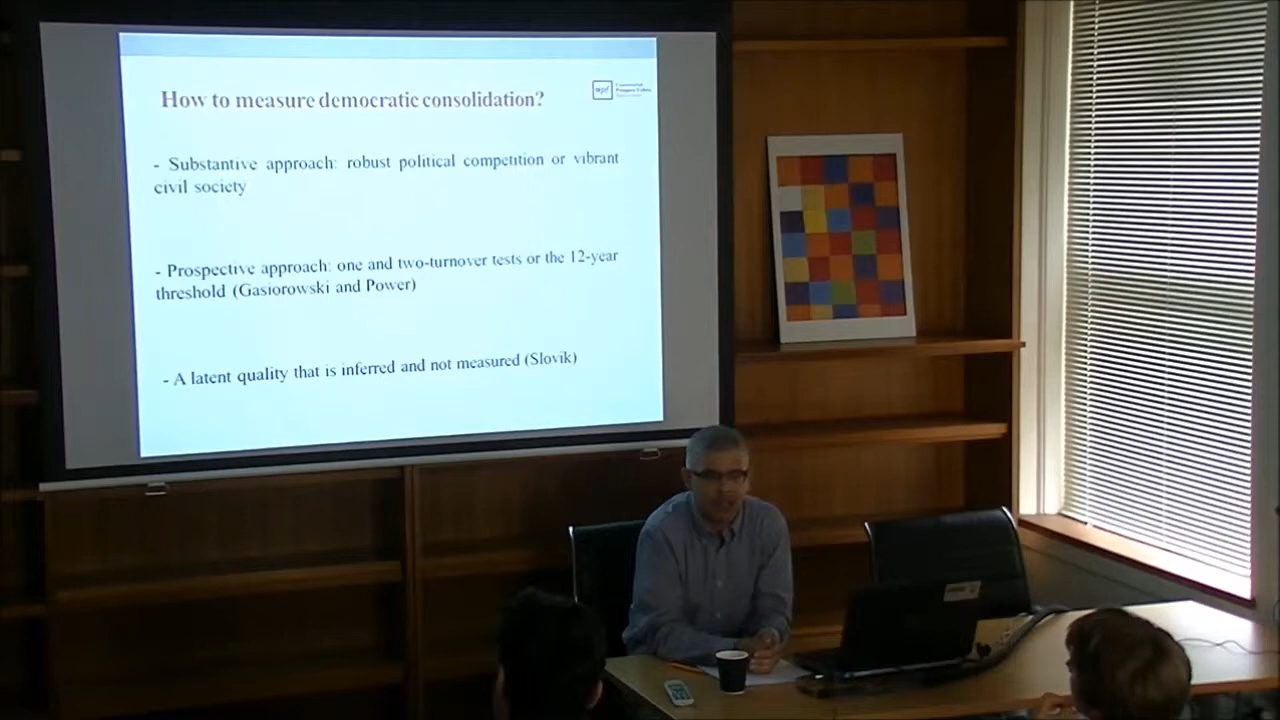 How to measure democratic consolidation?
upf
- Substantive approach: robust political competition or vibrant
civil society
- Prospective approach: one and two-turnover tests or the 12-year
threshold (Gasiorowski and Power)
- A latent quality that is inferred and not measured (Slovik)